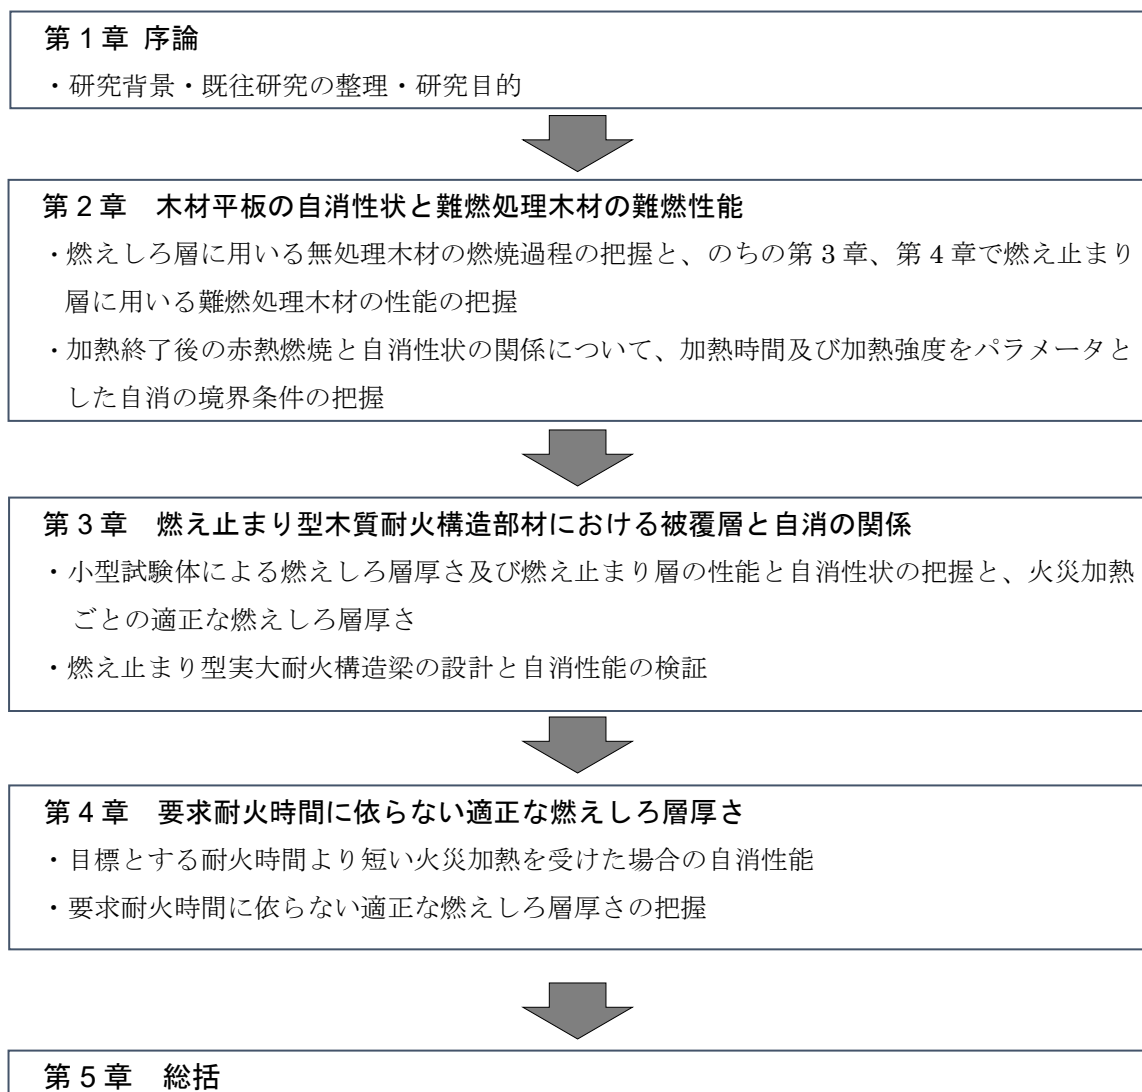 第1章 序論
・研究背景・既往研究の整理・研究目的
第2章　木材平板の自消性状と難燃処理木材の難燃性能
・燃えしろ層に用いる無処理木材の燃焼過程の把握と、のちの第3章、第4章で燃え止まり
層に用いる難燃処理木材の性能の把握
・加熱終了後の赤熱燃焼と自消性状の関係について、加熱時間及び加熱強度をパラメータと
した自消の境界条件の把握
第3章　燃え止まり型木質耐火構造部材における被覆層と自消の関係
・小型試験体による燃えしろ層厚さ及び燃え止まり層の性能と自消性状の把握と、火災加熱
ごとの適正な燃えしろ層厚さ
・燃え止まり型実大耐火構造梁の設計と自消性能の検証
第4章　要求耐火時間に依らない適正な燃えしろ層厚さ
・目標とする耐火時間より短い火災加熱を受けた場合の自消性能
・要求耐火時間に依らない適正な燃えしろ層厚さの把握
第5章　総括